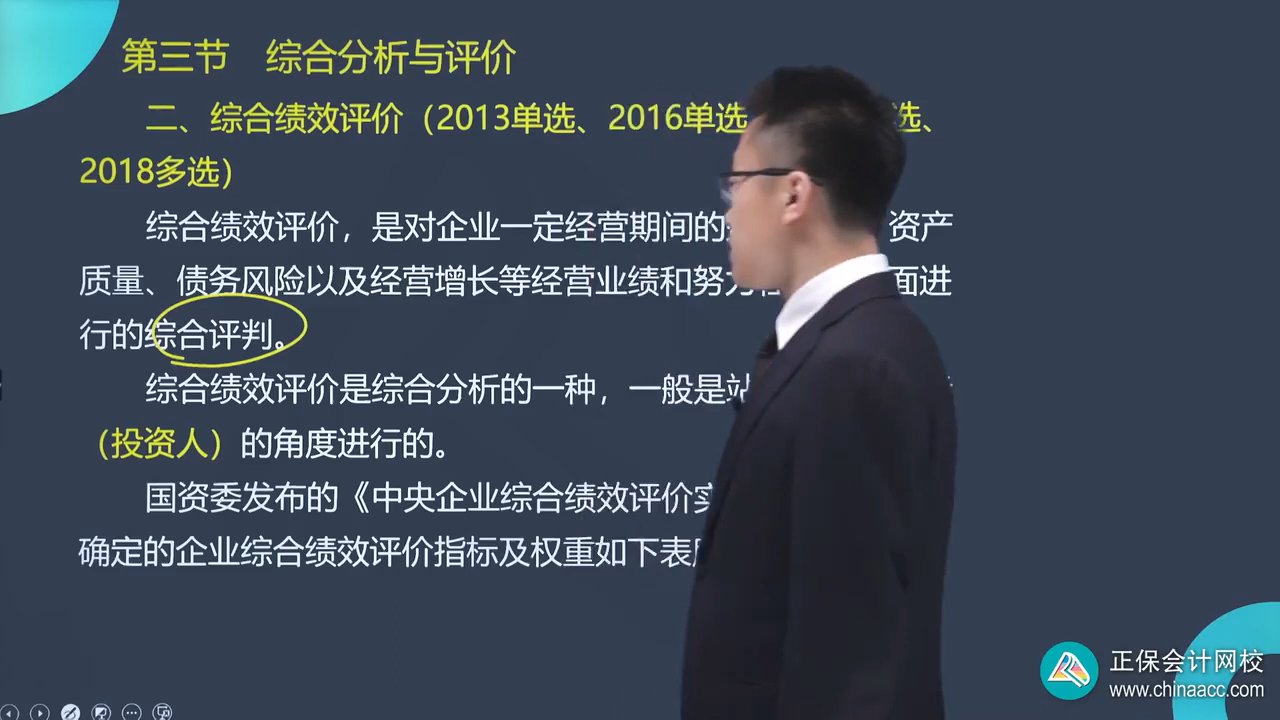 第三节 综合分析与评价
二、综合绩效评价（2013单选、2016单选 选、
2018多选）
综合绩效评价，是对企业一定经营期间的 资产
质量、债务风险以及经营增长等经营业绩和努力 面进
行的综合评判。
综合绩效评价是综合分析的一种，一般是站
（投资人）的角度进行的。
国资委发布的《中央企业综合绩效评价实
确定的企业综合绩效评价指标及权重如下表
正保会计网校
www.chinaacc.com